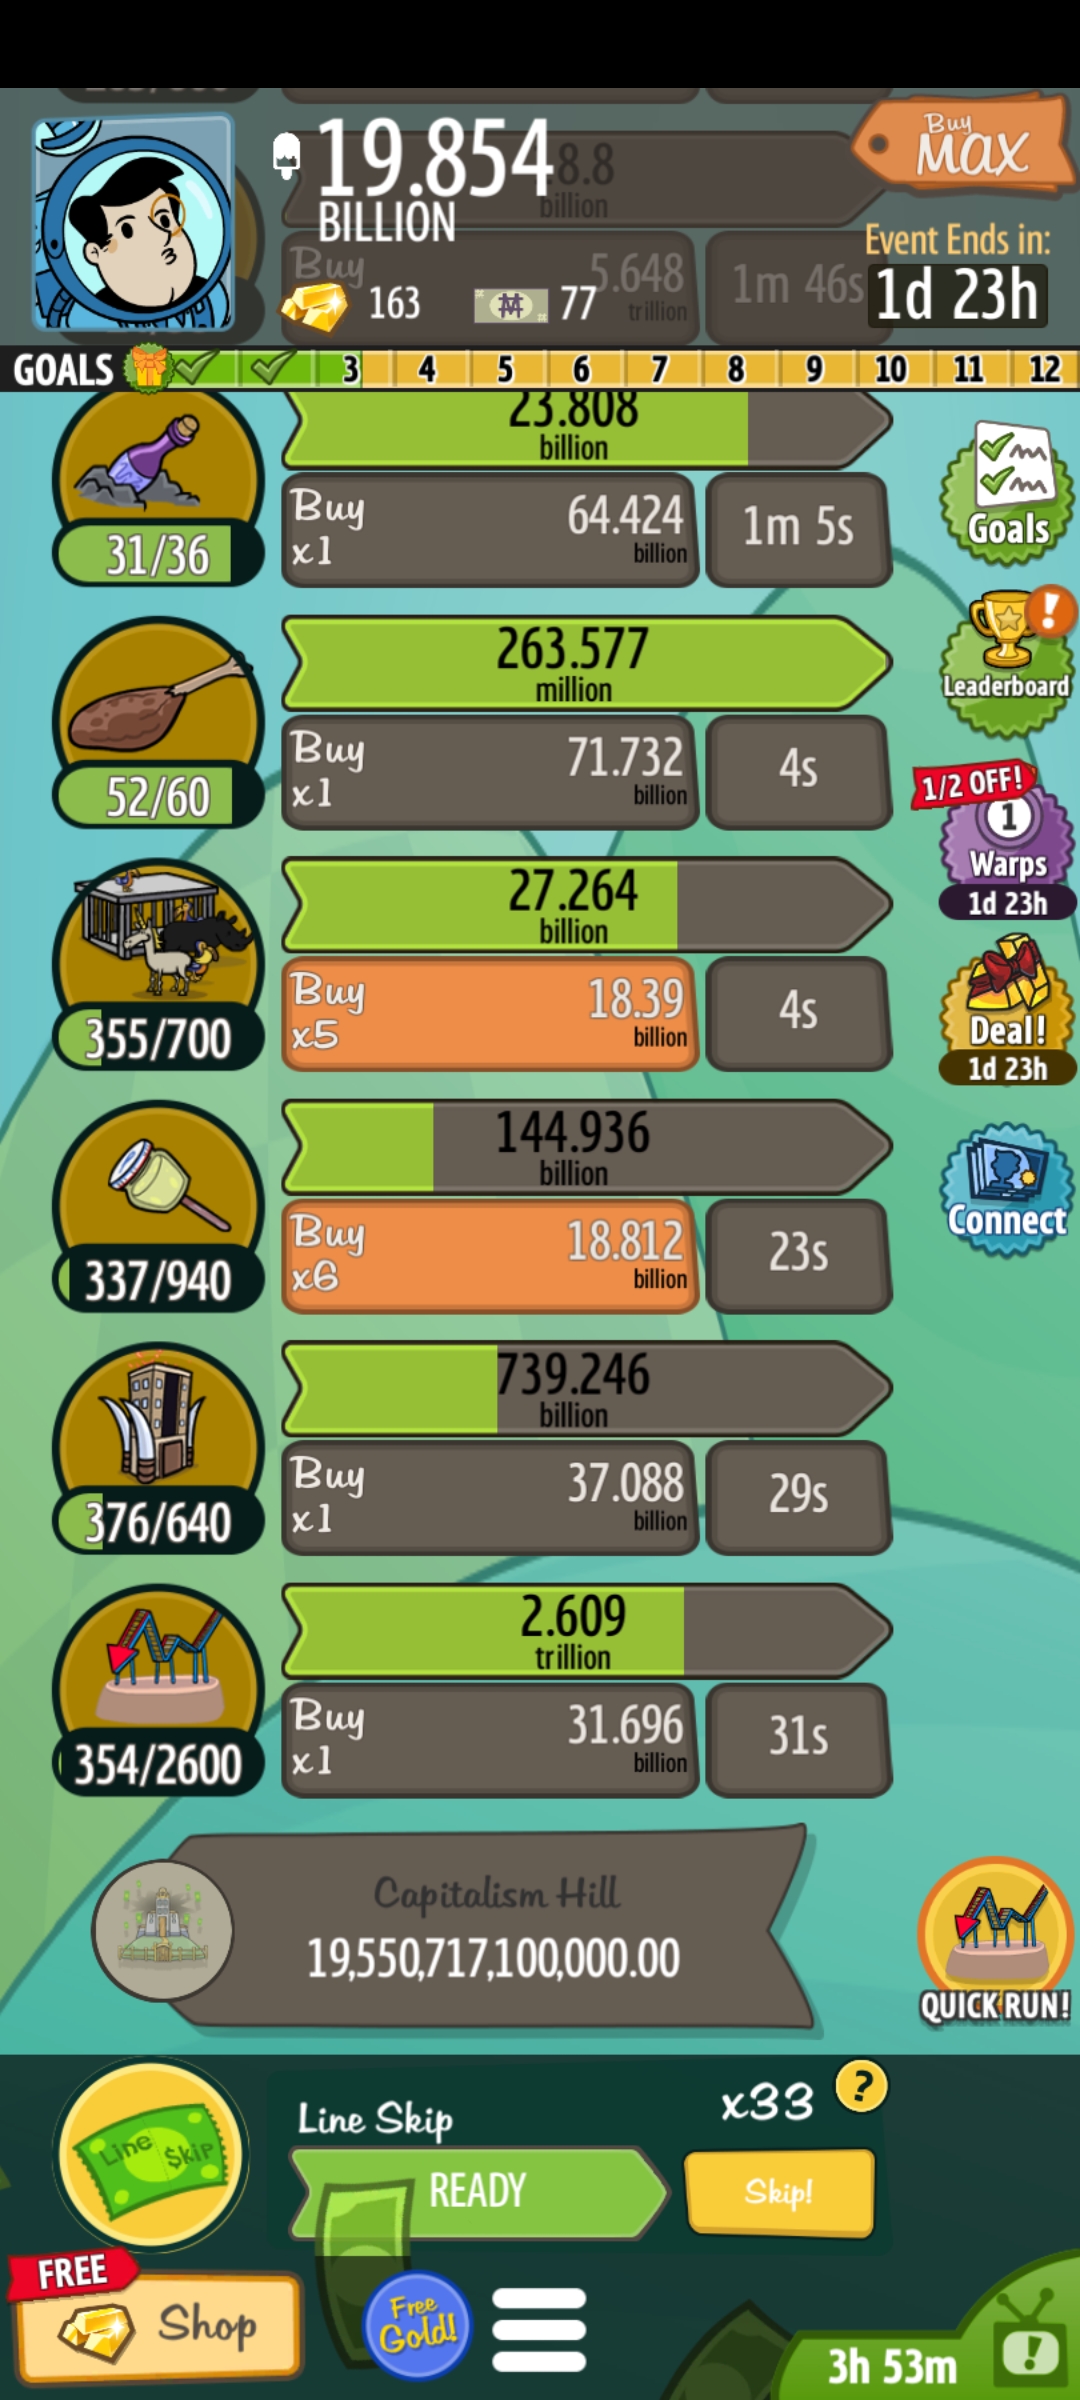 19.854
BILLION
8.8
billion
Buy
MAX
Buy
5.648
trillion
1m 46s
163
77
Event Ends in:
1d 23h
GOALS
3
4
5
6
7
8
9
10
11
12
23.808
billion
31/36
Buy
x1
64.424
billion
1m 5s
Goals
263.577
million
52/60
Buy
x1
71.732
billion
4s
!
Leaderboard
1/2 OFF!
1
Warps
1d 23h
27.264
billion
355/700
Buy
x5
18.39
billion
4s
Deal!
1d 23h
144.936
billion
337/940
Buy
x6
18.812
billion
23s
Connect
739.246
billion
376/640
Buy
x1
37.088
billion
29s
2.609
trillion
354/2600
Buy
x1
31.696
billion
31s
Capitalism Hill
19,550,717,100,000.00
QUICK RUN!
Line $kip
Line Skip
x33
?
READY
Skip!
FREE
Shop
Free
Gold!
3h 53m
!